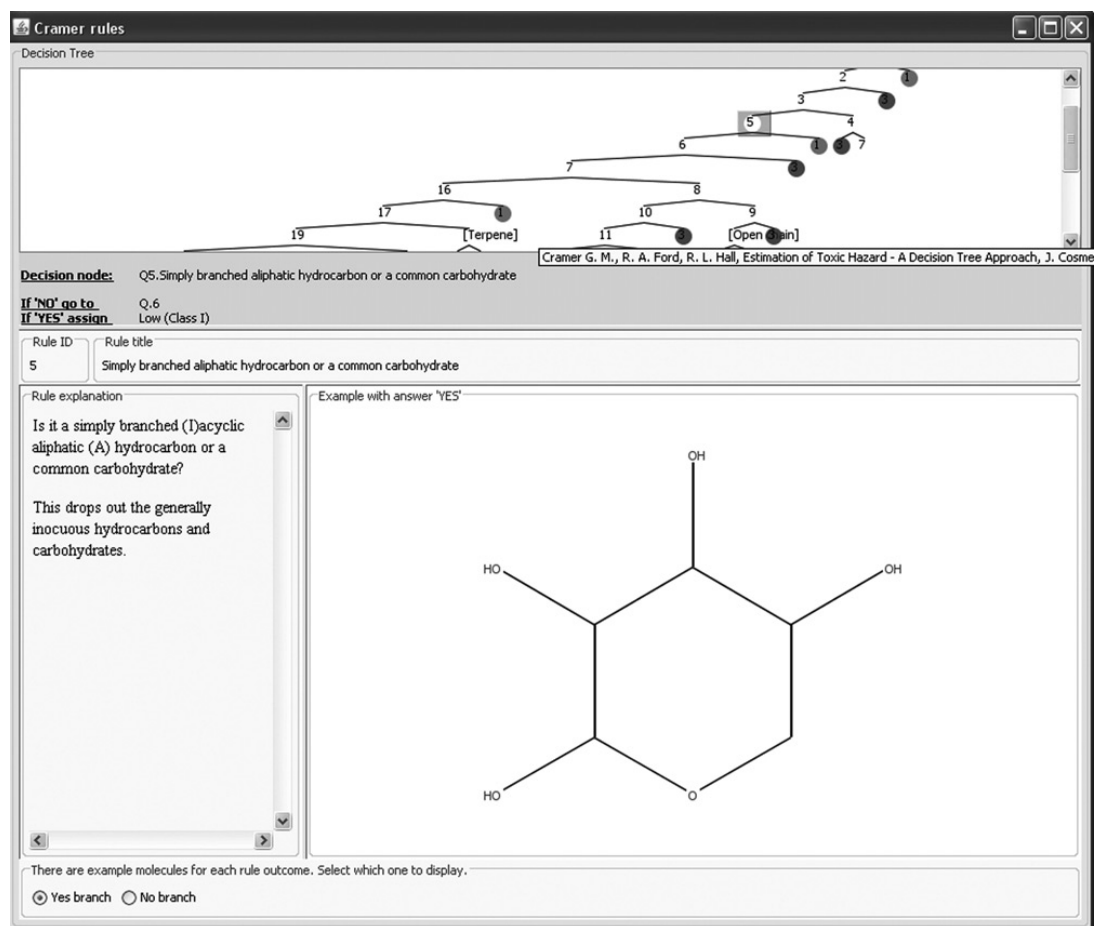 Cramer rules
Decision Tree
2 1
3 3
5 4
6 1 3 7
7 3
16 8
17 1 10 9
19 [Terpene] 11 3 [Open chain] 3
Cramer G. M., R. A. Ford, R. L. Hall, Estimation of Toxic Hazard - A Decision Tree Approach, J. Cosme
Decision node: Q5.Simply branched aliphatic hydrocarbon or a common carbohydrate
If 'NO' go to Q.6
If 'YES' assign Low (Class I)
Rule ID Rule title
5 Simply branched aliphatic hydrocarbon or a common carbohydrate
Rule explanation
Is it a simply branched (I)acyclic
aliphatic (A) hydrocarbon or a
common carbohydrate?
This drops out the generally
inocuous hydrocarbons and
carbohydrates.
Example with answer 'YES'
OH
HO OH
HO O
There are example molecules for each rule outcome. Select which one to display.
Yes branch No branch